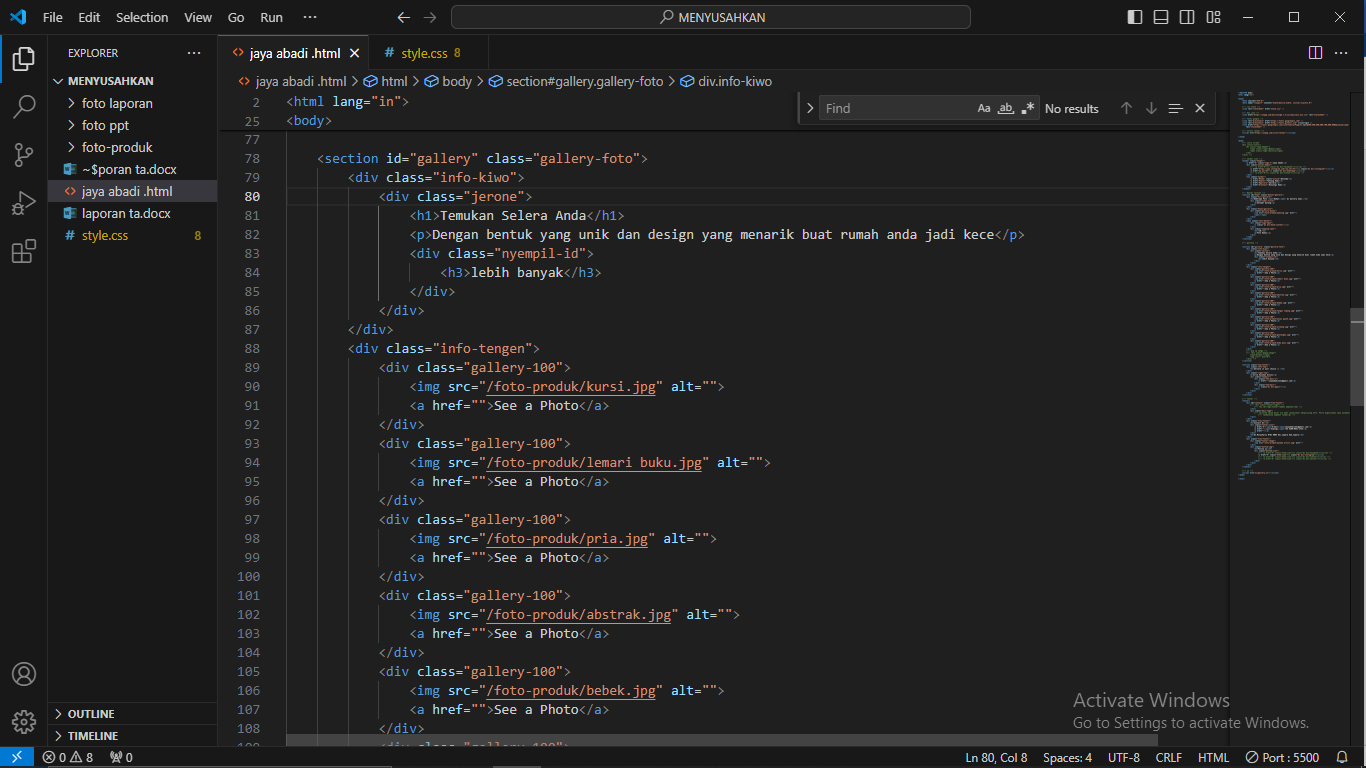 File Edit Selection View Go Run ··· MENYUSAHKAN
EXPLORER ···
MENYUSAHKAN
foto laporan
foto ppt
foto-produk
~$poran ta.docx
jaya abadi .html
laporan ta.docx
style.css 8
OUTLINE
TIMELINE
jaya abadi .html style.css 8
jaya abadi .html > html > body > section#gallery.gallery-foto > div.info-kiwo
Find Aa ab .* No results
2 <html lang="in">
25 <body>
77
78 <section id="gallery" class="gallery-foto">
79 <div class="info-kiwo">
80 <div class="jerone">
81 <h1>Temukan Selera Anda</h1>
82 <p>Dengan bentuk yang unik dan design yang menarik buat rumah anda jadi kece</p>
83 <div class="nyempil-id">
84 <h3>lebih banyak</h3>
85 </div>
86 </div>
87 </div>
88 <div class="info-tengen">
89 <div class="gallery-100">
90 <img src="/foto-produk/kursi.jpg" alt="">
91 <a href="">See a Photo</a>
92 </div>
93 <div class="gallery-100">
94 <img src="/foto-produk/lemari buku.jpg" alt="">
95 <a href="">See a Photo</a>
96 </div>
97 <div class="gallery-100">
98 <img src="/foto-produk/pria.jpg" alt="">
99 <a href="">See a Photo</a>
100 </div>
101 <div class="gallery-100">
102 <img src="/foto-produk/abstrak.jpg" alt="">
103 <a href="">See a Photo</a>
104 </div>
105 <div class="gallery-100">
106 <img src="/foto-produk/bebek.jpg" alt="">
107 <a href="">See a Photo</a>
108 </div>
Activate Windows
Go to Settings to activate Windows.
0 8 0 Ln 80, Col 8 Spaces: 4 UTF-8 CRLF HTML Port : 5500